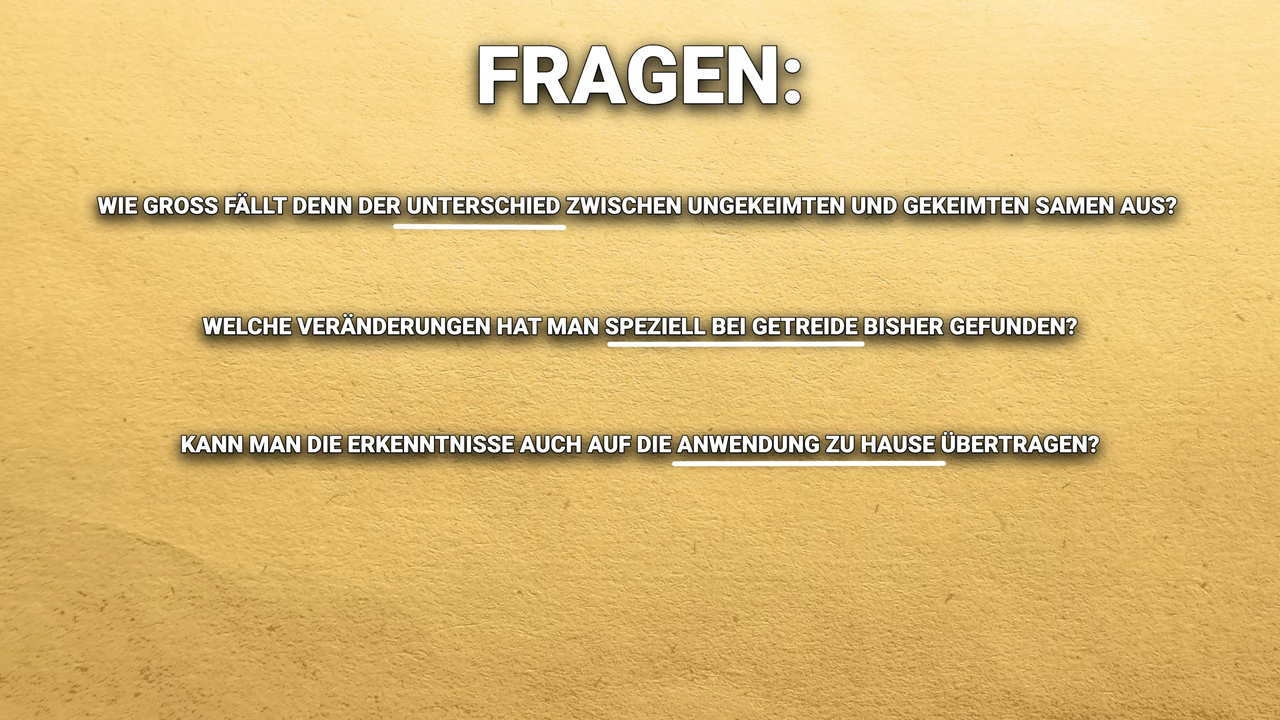 FRAGEN:
WIE GROSS FÄLLT DENN DER UNTERSCHIED ZWISCHEN UNGEKEIMTEN UND GEKEIMTEN SAMEN AUS?
WELCHE VERÄNDERUNGEN HAT MAN SPEZIELL BEI GETREIDE BISHER GEFUNDEN?
KANN MAN DIE ERKENNTNISSE AUCH AUF DIE ANWENDUNG ZU HAUSE ÜBERTRAGEN?